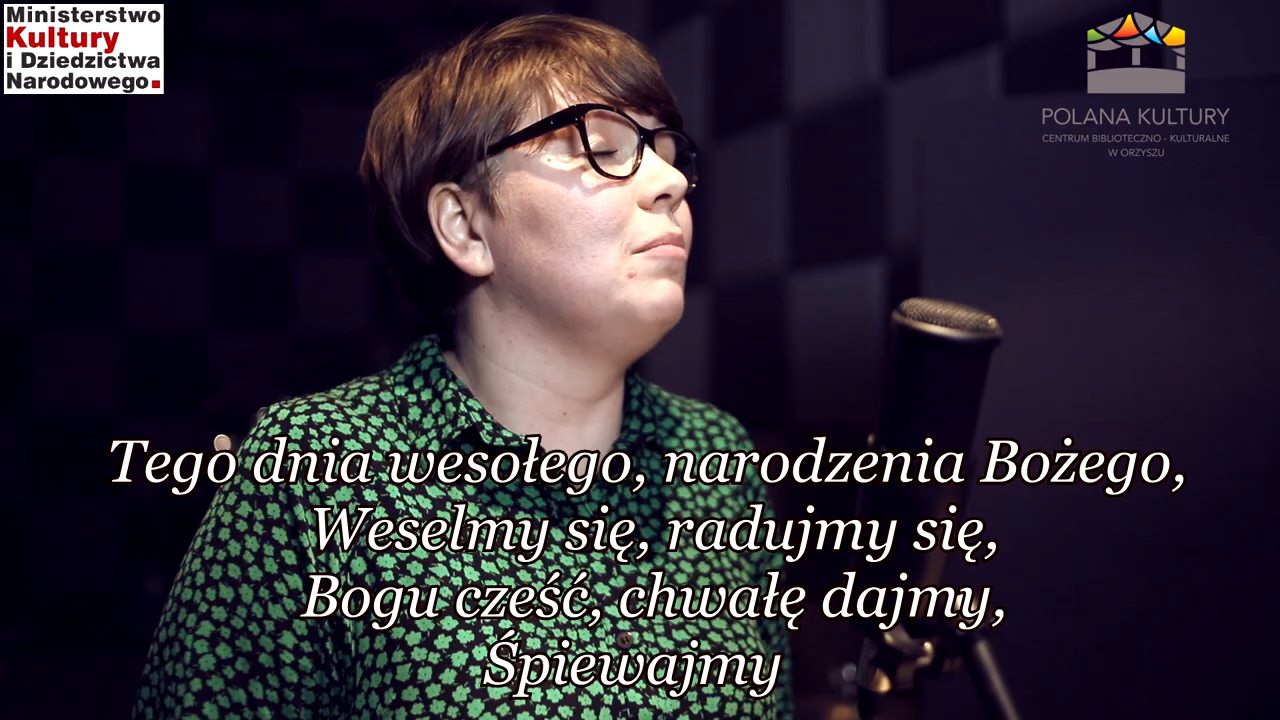 Ministerstwo
Kultury
i Dziedzictwa
Narodowego.
POLANA KULTURY
CENTRUM BIBLIOTECZNO - KULTURALNE
W ORZYSZU
Tego dnia wesołego, narodzenia Bożego,
Weselmy się, radujmy się,
Bogu cześć, chwałę dajmy,
Śpiewajmy